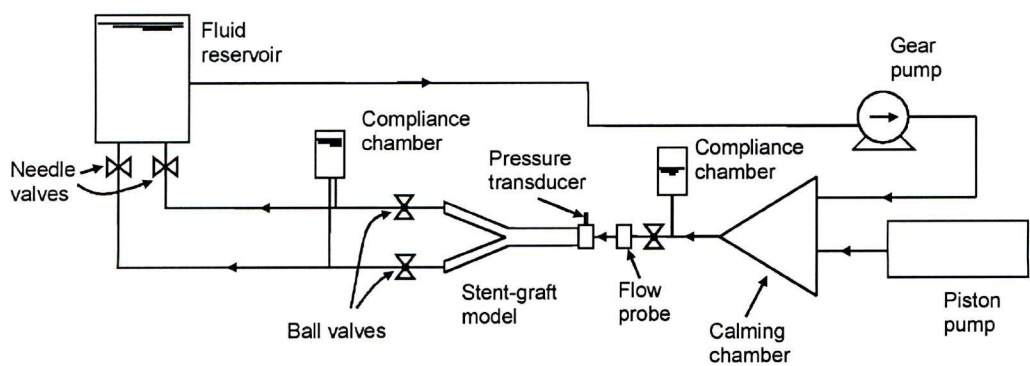 Fluid
reservoir
Gear
pump
Compliance
chamber
Needle
valves
Pressure
transducer
Compliance
chamber
Ball valves
Stent-graft
model
Flow
probe
Calming
chamber
Piston
pump